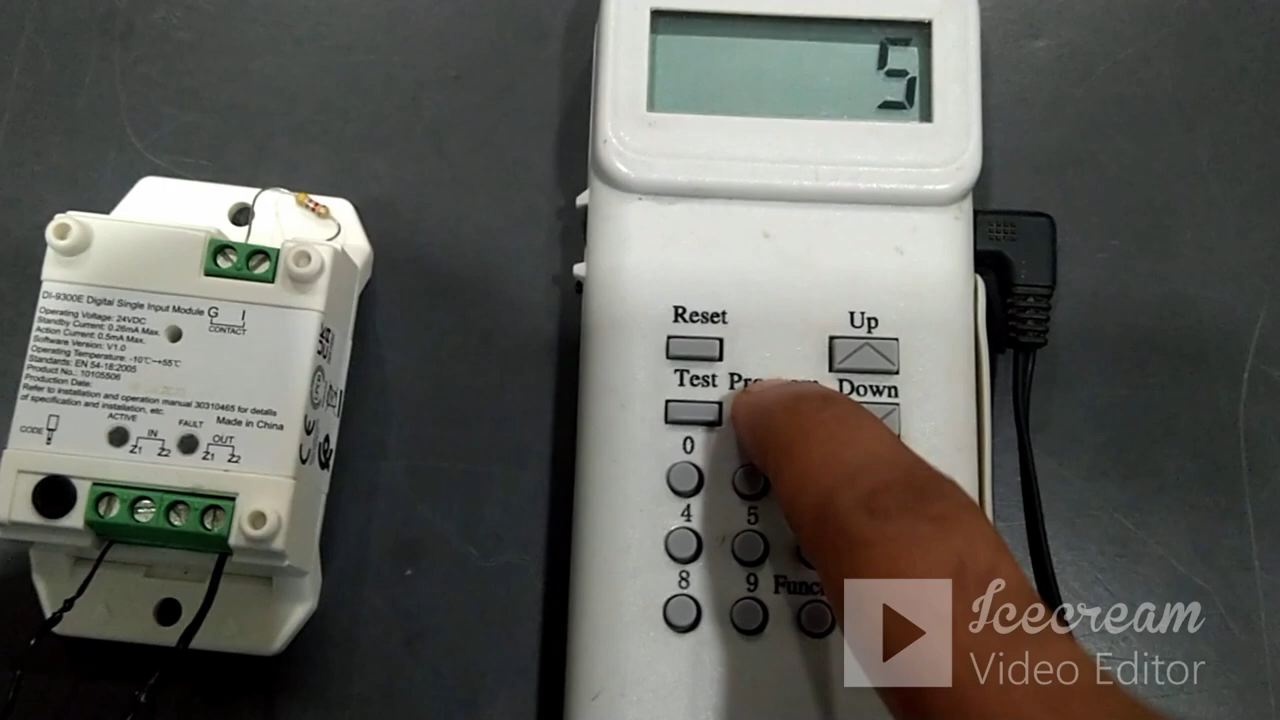 5
DI-9300E Digital Single Input Module
G I
CONTACT
Operating Voltage: 24VDC
Standby Current: 0.26mA Max.
Action Current: 0.5mA Max.
Software Version: V1.0
Operating Temperature: -10℃~+55℃
Standards: EN 54-18:2005
Product No.: 10105506
Production Date:
Refer to installation and operation manual 30310465 for details
of specification and installation, etc.
Made in China
CODE
ACTIVE
IN
Z1 Z2
FAULT
OUT
Z1 Z2
CE
Reset
Up
Test
Down
0
4
5
8
9
Icecream
Video Editor